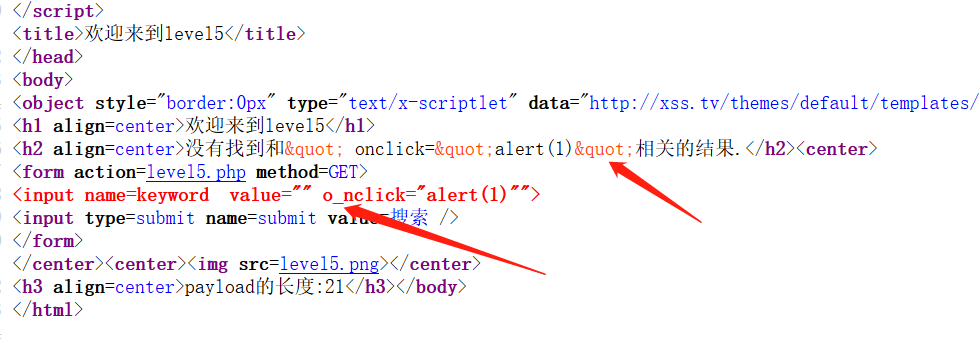 </script>
<title>欢迎来到level5</title>
</head>
<body>
<object style="border:0px" type="text/x-scriptlet" data="http://xss.tv/themes/default/templates/
<h1 align=center>欢迎来到level5</h1>
<h2 align=center>没有找到和&quot; onclick=&quot;alert(1)&quot;相关的结果.</h2><center>
<form action=level5.php method=GET>
<input name=keyword  value="" o_nclick="alert(1)"">
<input type=submit name=submit value=搜索 />
</form>
</center><center><img src=level5.png></center>
<h3 align=center>payload的长度:21</h3></body>
</html>